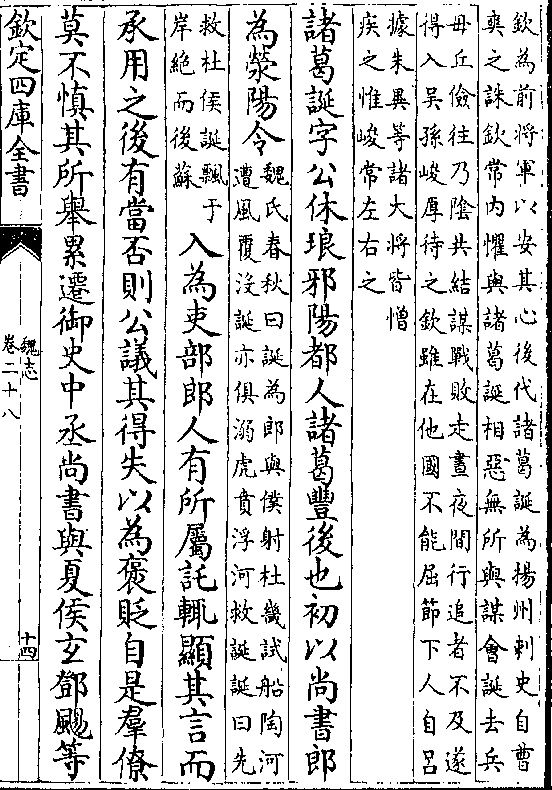 欽為前將軍以安其心後代諸葛誕為揚州刺史自曹
爽之誅欽常内懼與諸葛誕相惡無所與謀會誕去兵
毋丘儉往乃陰共結謀戰敗走晝夜間行追者不及遂
得入吳孫峻厚待之欽雖在他國不能屈節下人自呂
據朱異等諸大將皆憎
疾之惟峻常左右之
諸葛誕字公休琅邪陽都人諸葛豐後也初以尚書郎
為滎陽令
魏氏春秋曰誕為郎與僕射杜畿試船陶河
遭風覆沒誕亦俱溺虎賁浮河救誕誕曰先
救杜侯誕飄于
岸絶而後蘇
入為吏部郎人有所屬託輒顯其言而
承用之後有當否則公議其得失以為褒貶自是羣僚
莫不慎其所舉累遷御史中丞尚書與夏侯玄鄧颺等
欽定四庫全書
魏志
卷二十八
十四